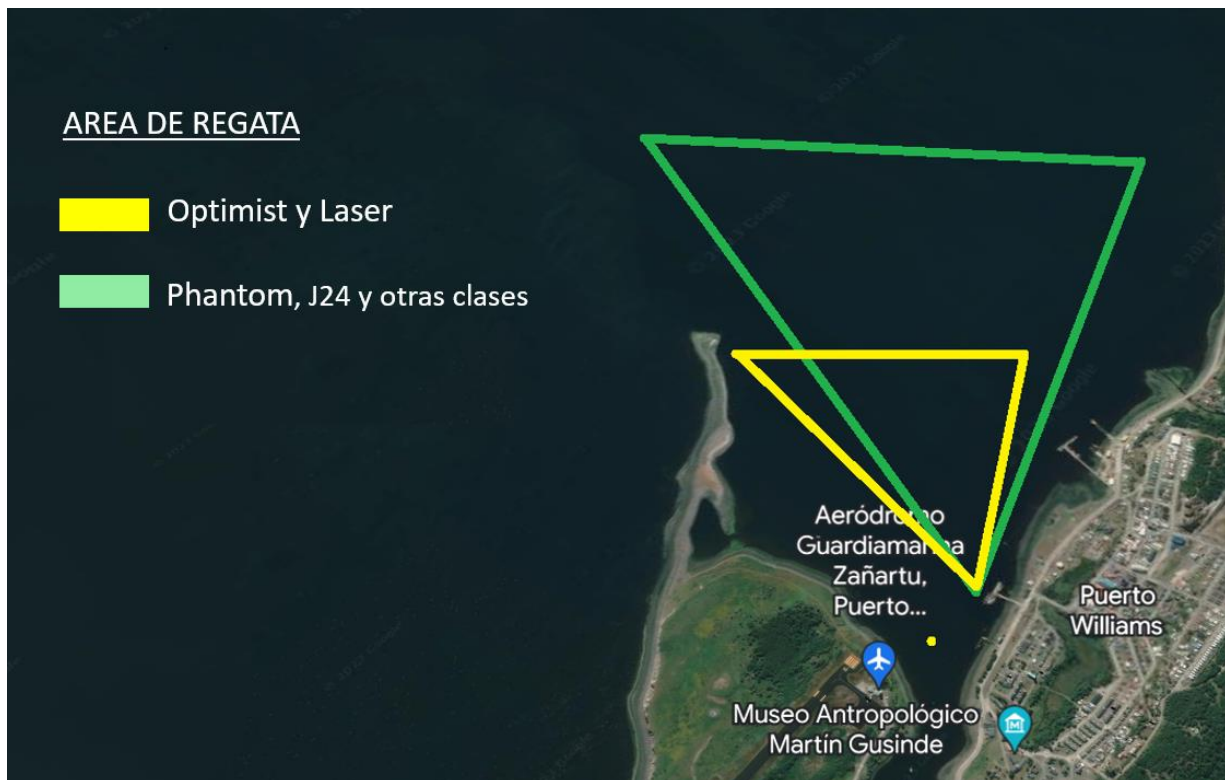 AREA DE REGATA
Optimist y Laser
Phantom, J24 y otras clases
Aeródromo
Guardiamarina
Zañartu,
Puerto...
Puerto
Williams
Museo Antropológico
Martín Gusinde
M